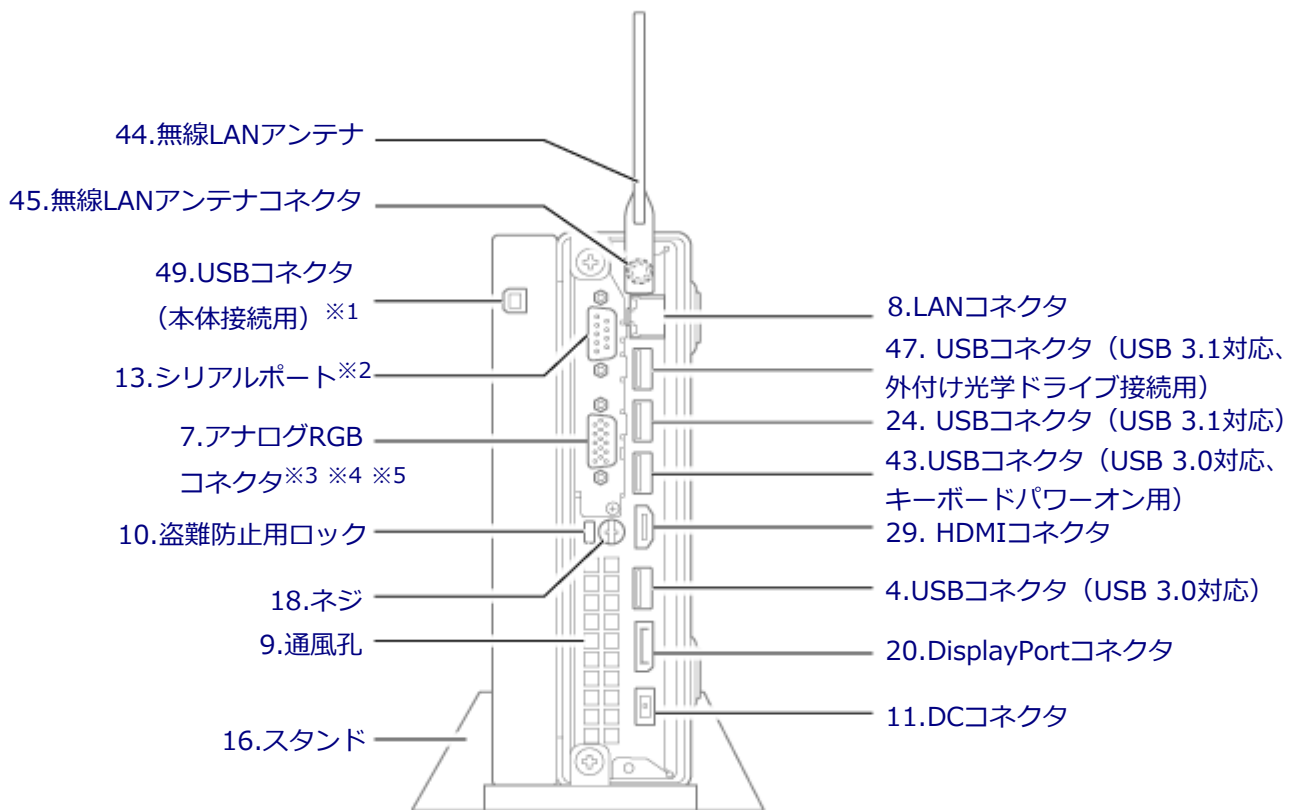 44.無線LANアンテナ
45.無線LANアンテナコネクタ
49.USBコネクタ
(本体接続用)※1
13.シリアルポート※2
7.アナログRGB
コネクタ※3 ※4 ※5
10.盗難防止用ロック
18.ネジ
9.通風孔
16.スタンド
8.LANコネクタ
47. USBコネクタ(USB 3.1対応、
外付け光学ドライブ接続用)
24. USBコネクタ(USB 3.1対応)
43.USBコネクタ(USB 3.0対応、
キーボードパワーオン用)
29. HDMIコネクタ
4.USBコネクタ(USB 3.0対応)
20.DisplayPortコネクタ
11.DCコネクタ